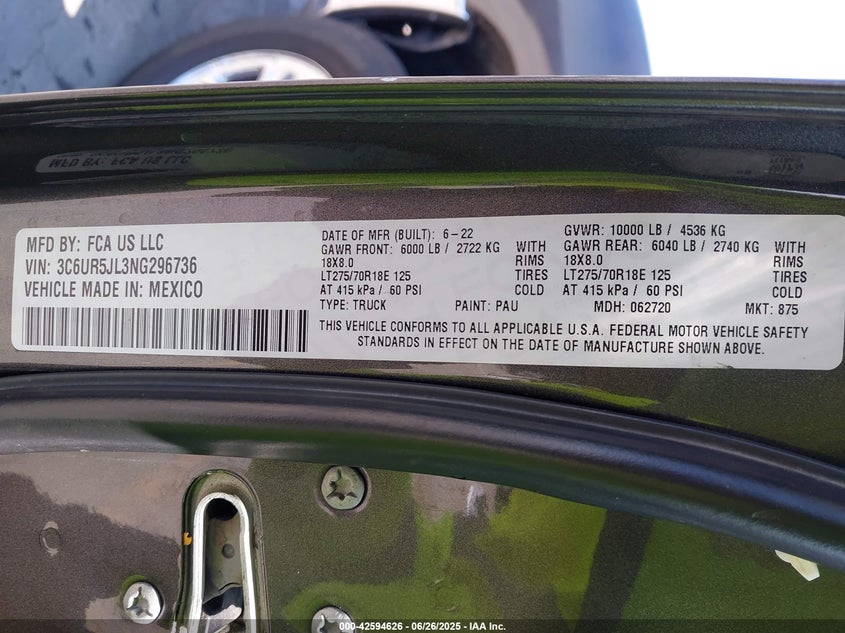 MFD BY: FCA US LLC
VIN: 3C6UR5JL3NG296736
VEHICLE MADE IN: MEXICO
DATE OF MFR (BUILT): 6-22
GAWR FRONT: 6000 LB / 2722 KG WITH
18X8.0 RIMS
LT275/70R18E 125 TIRES
AT 415 kPa / 60 PSI COLD
TYPE: TRUCK PAINT: PAU
GVWR: 10000 LB / 4536 KG
GAWR REAR: 6040 LB / 2740 KG WITH
18X8.0 RIMS
LT275/70R18E 125 TIRES
AT 415 kPa / 60 PSI COLD
MDH: 062720 MKT: 875
THIS VEHICLE CONFORMS TO ALL APPLICABLE U.S.A. FEDERAL MOTOR VEHICLE SAFETY
STANDARDS IN EFFECT ON THE DATE OF MANUFACTURE SHOWN ABOVE.
000-42594626 - 06/26/2025 - IAA Inc.